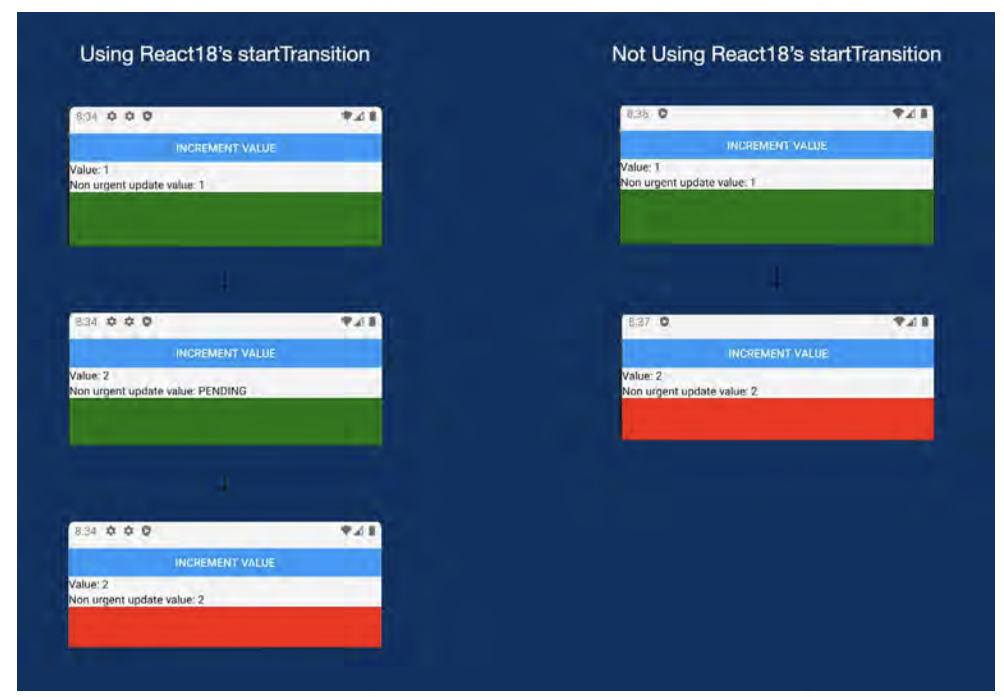 Using React18's startTransition
8:34
INCREMENT VALUE
Value: 1
Non urgent update value: 1
8:34
INCREMENT VALUE
Value: 2
Non urgent update value: PENDING
8:34
INCREMENT VALUE
Value: 2
Non urgent update value: 2
Not Using React18's startTransition
8:36
INCREMENT VALUE
Value: 1
Non urgent update value: 1
8:37
INCREMENT VALUE
Value: 2
Non urgent update value: 2